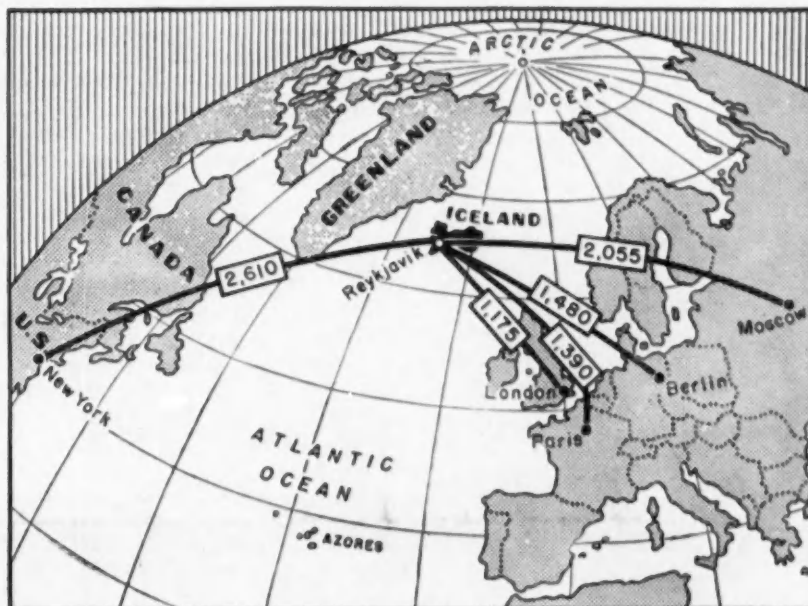 ARCTIC
OCEAN
GREENLAND
CANADA
ICELAND
2,610
Reykjavik
2,055
1,480
1,175
1,390
Moscow
U.S.
New York
London
Berlin
Paris
ATLANTIC
OCEAN
AZORES